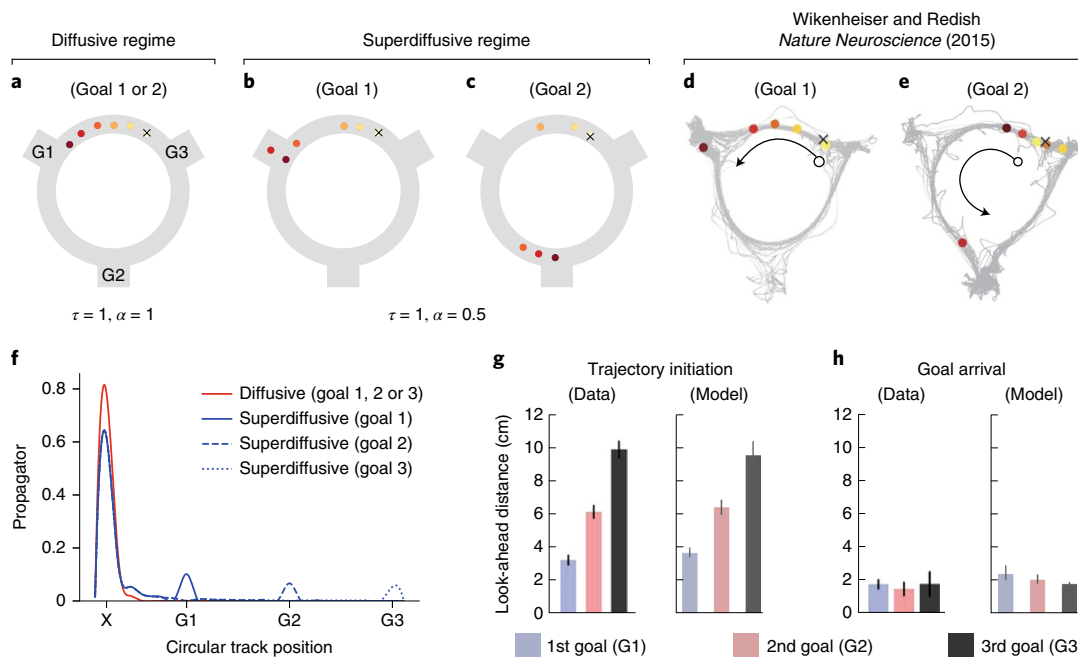 Diffusive regime
Superdiffusive regime
Wikenheiser and Redish
Nature Neuroscience (2015)
a
(Goal 1 or 2)
b
(Goal 1)
c
(Goal 2)
d
(Goal 1)
e
(Goal 2)
G1
G3
G2
τ = 1, α = 1
τ = 1, α = 0.5
f
Propagator
0.8
0.6
0.4
0.2
0
X
G1
G2
G3
Circular track position
Diffusive (goal 1, 2 or 3)
Superdiffusive (goal 1)
Superdiffusive (goal 2)
Superdiffusive (goal 3)
g
Trajectory initiation
(Data)
(Model)
Look-ahead distance (cm)
12
10
8
6
4
2
0
h
Goal arrival
(Data)
(Model)
12
10
8
6
4
2
0
1st goal (G1)
2nd goal (G2)
3rd goal (G3